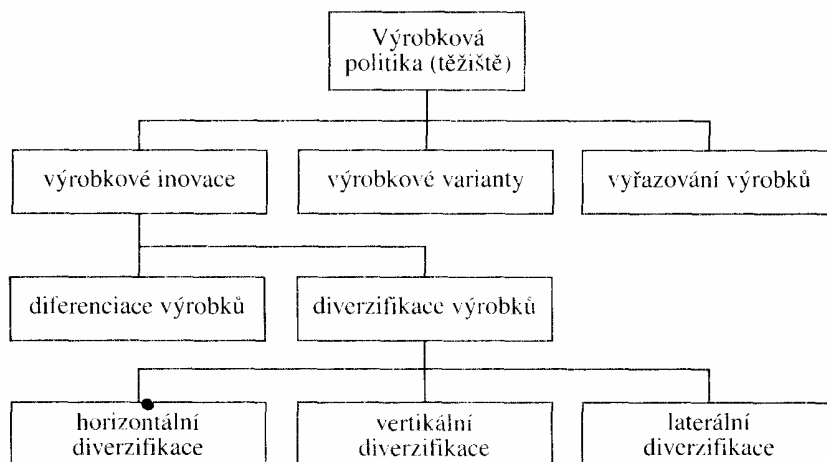 Výrobková
politika (těžiště)
výrobkové inovace
výrobkové varianty
vyřazování výrobků
diferenciace výrobků
diverzifikace výrobků
horizontální
diverzifikace
vertikální
diverzifikace
laterální
diverzifikace